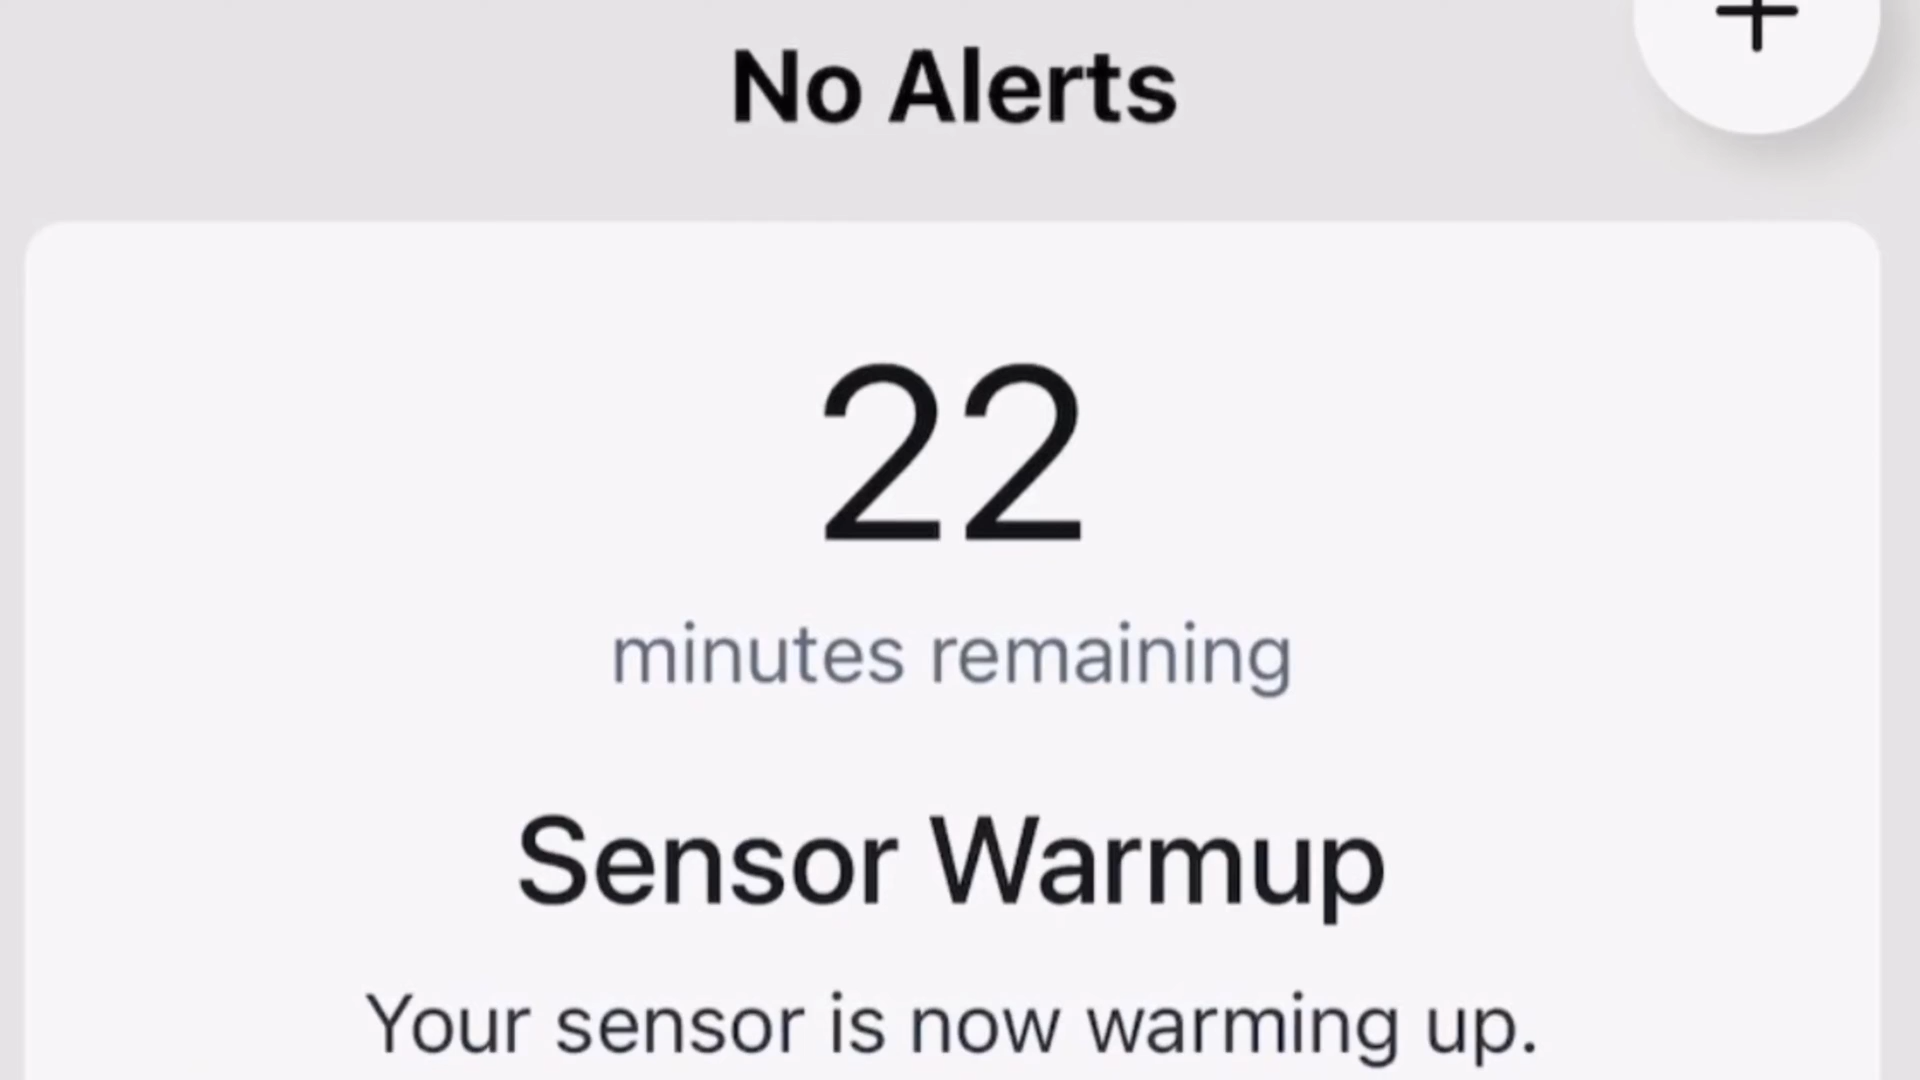 No Alerts
22
minutes remaining
Sensor Warmup
Your sensor is now warming up.